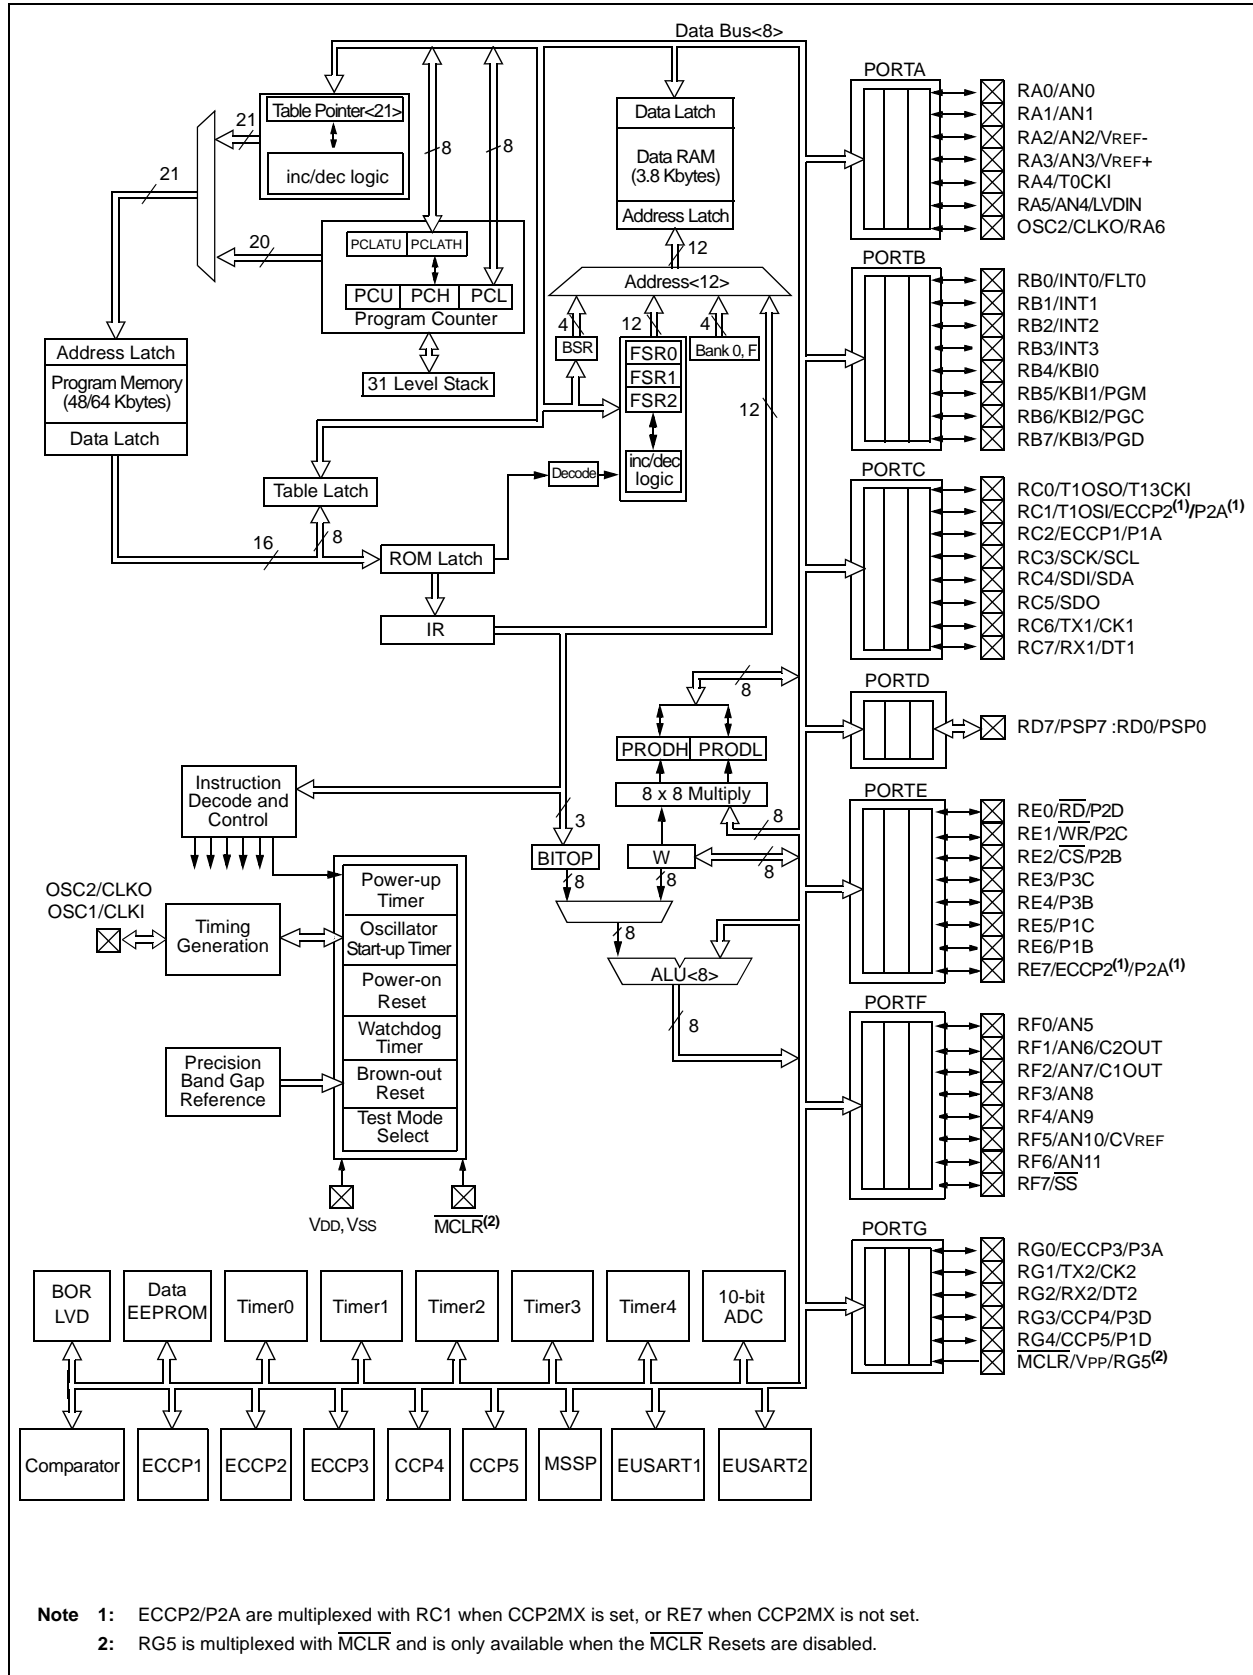 Data Bus<8>
21
21
Table Pointer<21>
inc/dec logic
8
8
20
PCLATU PCLATH
PCU PCH PCL
Program Counter
31 Level Stack
Address Latch
Program Memory
(48/64 Kbytes)
Data Latch
Data Latch
Data RAM
(3.8 Kbytes)
Address Latch
12
Address<12>
4
12
4
BSR
FSR0
FSR1
FSR2
inc/dec
logic
Bank 0, F
12
Table Latch
Decode
16
8
ROM Latch
IR
8
PRODH PRODL
8 x 8 Multiply
3
8
BITOP
W
8
8
8
8
ALU<8>
8
Instruction
Decode and
Control
OSC2/CLKO
OSC1/CLKI
Timing
Generation
Power-up
Timer
Oscillator
Start-up Timer
Power-on
Reset
Watchdog
Timer
Brown-out
Reset
Test Mode
Select
Precision
Band Gap
Reference
VDD, VSS
MCLR(2)
PORTA
RA0/AN0
RA1/AN1
RA2/AN2/VREF-
RA3/AN3/VREF+
RA4/T0CKI
RA5/AN4/LVDIN
OSC2/CLKO/RA6
PORTB
RB0/INT0/FLT0
RB1/INT1
RB2/INT2
RB3/INT3
RB4/KBI0
RB5/KBI1/PGM
RB6/KBI2/PGC
RB7/KBI3/PGD
PORTC
RC0/T1OSO/T13CKI
RC1/T1OSI/ECCP2(1)/P2A(1)
RC2/ECCP1/P1A
RC3/SCK/SCL
RC4/SDI/SDA
RC5/SDO
RC6/TX1/CK1
RC7/RX1/DT1
PORTD
RD7/PSP7 :RD0/PSP0
PORTE
RE0/RD/P2D
RE1/WR/P2C
RE2/CS/P2B
RE3/P3C
RE4/P3B
RE5/P1C
RE6/P1B
RE7/ECCP2(1)/P2A(1)
PORTF
RF0/AN5
RF1/AN6/C2OUT
RF2/AN7/C1OUT
RF3/AN8
RF4/AN9
RF5/AN10/CVREF
RF6/AN11
RF7/SS
PORTG
RG0/ECCP3/P3A
RG1/TX2/CK2
RG2/RX2/DT2
RG3/CCP4/P3D
RG4/CCP5/P1D
MCLR/VPP/RG5(2)
BOR
LVD
Data
EEPROM
Timer0
Timer1
Timer2
Timer3
Timer4
10-bit
ADC
Comparator
ECCP1
ECCP2
ECCP3
CCP4
CCP5
MSSP
EUSART1
EUSART2
Note 1: ECCP2/P2A are multiplexed with RC1 when CCP2MX is set, or RE7 when CCP2MX is not set.
2: RG5 is multiplexed with MCLR and is only available when the MCLR Resets are disabled.